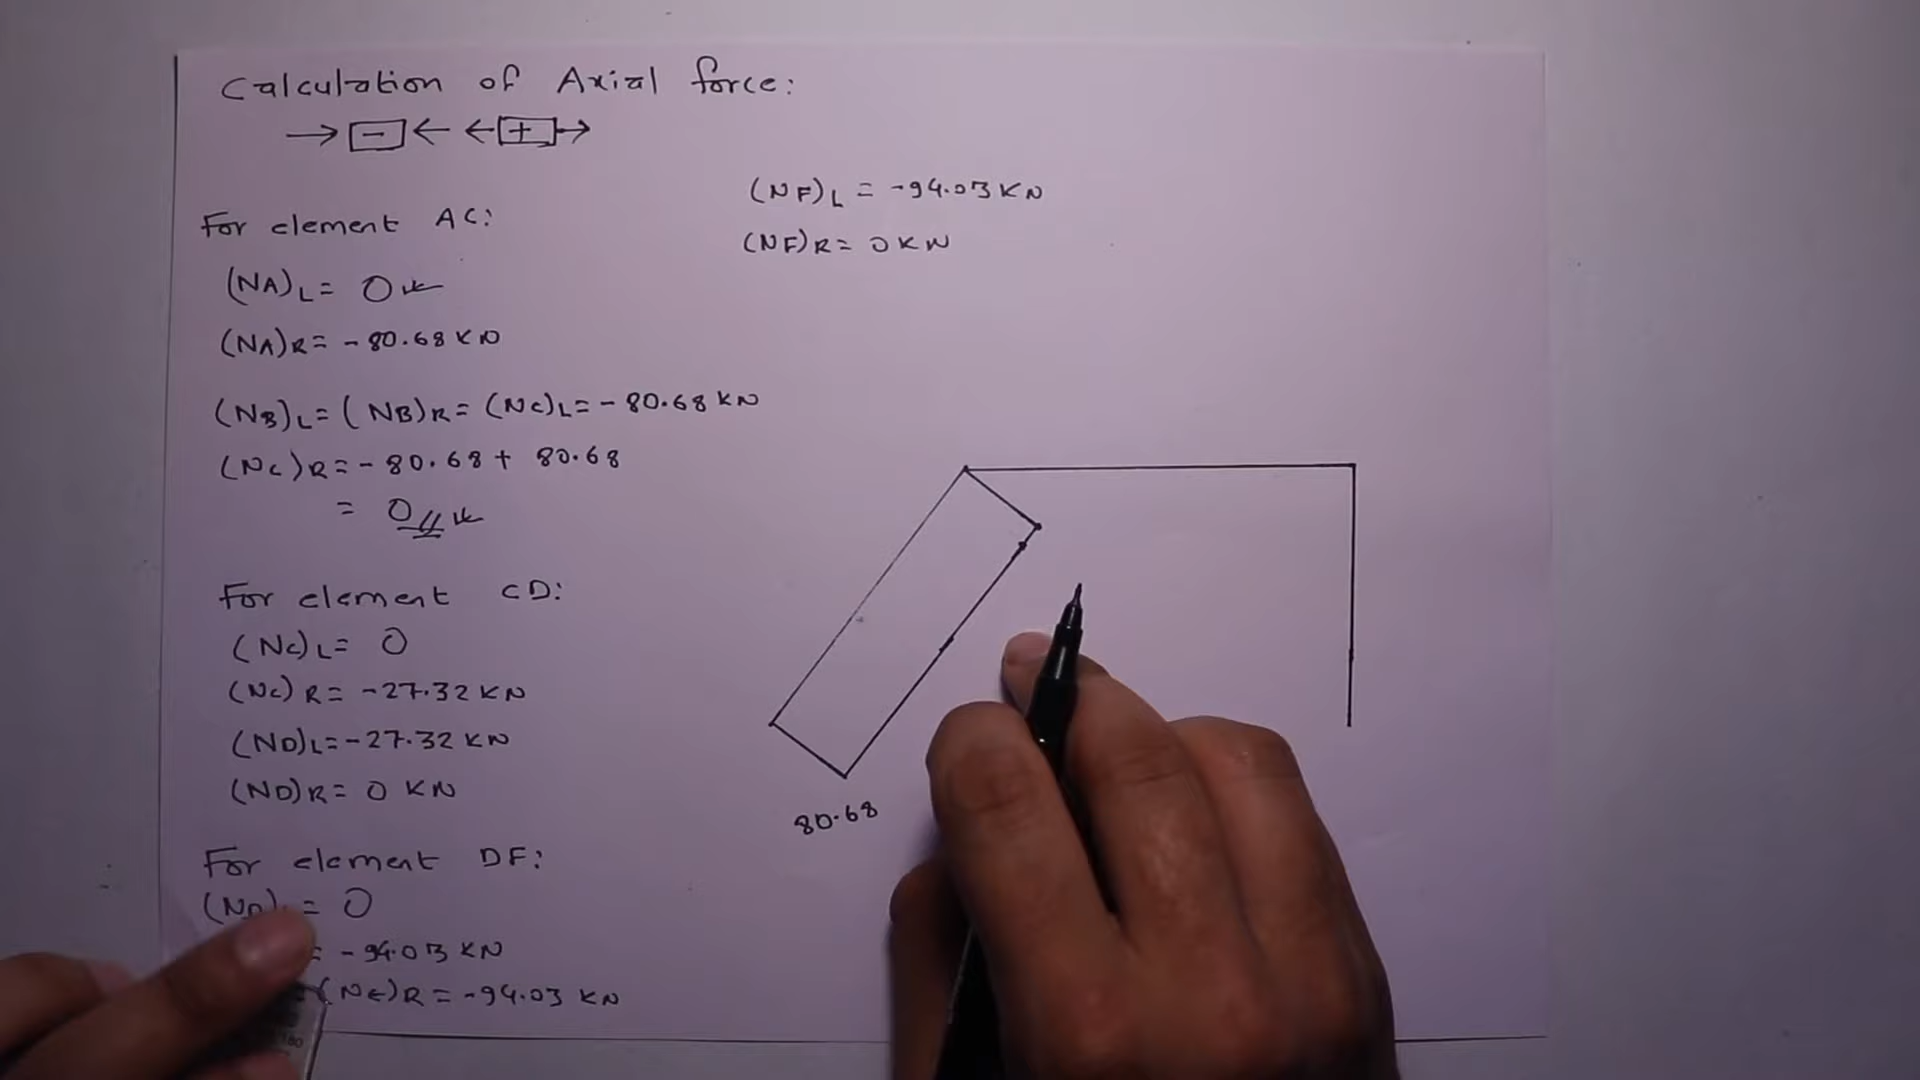 Calculation of Axial force:
→ - ← ← + →
For element AC:
(NA)L = 0
(NA)R = - 80.68 KN
(NB)L = (NB)R = (NC)L = - 80.68 KN
(NC)R = - 80.68 + 80.68
= 0
For element CD:
(NC)L = 0
(NC)R = -27.32 KN
(ND)L = -27.32 KN
(ND)R = 0 KN
For element DF:
= 0
= - 94.03 KN
(NE)R = -94.03 KN
(NF)L = -94.03 KN
(NF)R = 0 KN
80.68
180